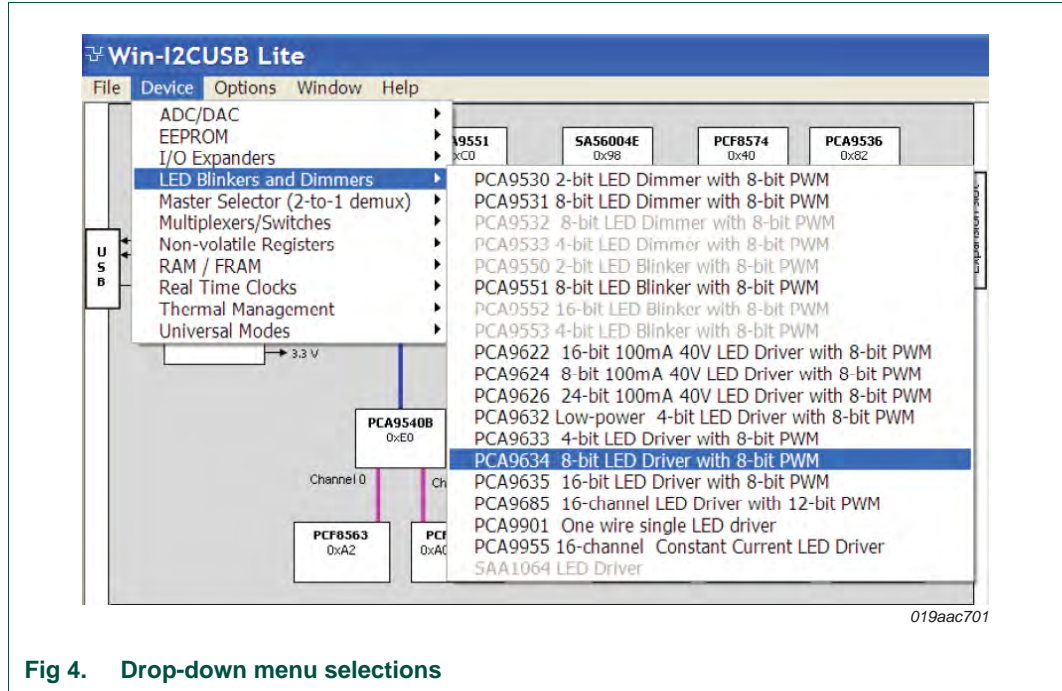 Win-I2CUSB Lite
File Device Options Window Help
ADC/DAC
EEPROM
I/O Expanders
LED Blinkers and Dimmers
Master Selector (2-to-1 demux)
Multiplexers/Switches
Non-volatile Registers
RAM / FRAM
Real Time Clocks
Thermal Management
Universal Modes
SA56004E
0x98
PCF8574
0x40
PCA9536
0x82
PCA9530 2-bit LED Dimmer with 8-bit PWM
PCA9531 8-bit LED Dimmer with 8-bit PWM
PCA9532 8-bit LED Dimmer with 8-bit PWM
PCA9533 4-bit LED Dimmer with 8-bit PWM
PCA9550 2-bit LED Blinker with 8-bit PWM
PCA9551 8-bit LED Blinker with 8-bit PWM
PCA9552 16-bit LED Blinker with 8-bit PWM
PCA9553 4-bit LED Blinker with 8-bit PWM
PCA9622 16-bit 100mA 40V LED Driver with 8-bit PWM
PCA9624 8-bit 100mA 40V LED Driver with 8-bit PWM
PCA9626 24-bit 100mA 40V LED Driver with 8-bit PWM
PCA9632 Low-power 4-bit LED Driver with 8-bit PWM
PCA9633 4-bit LED Driver with 8-bit PWM
PCA9634 8-bit LED Driver with 8-bit PWM
PCA9635 16-bit LED Driver with 8-bit PWM
PCA9685 16-channel LED Driver with 12-bit PWM
PCA9901 One wire single LED driver
PCA9955 16-channel Constant Current LED Driver
SAA1064 LED Driver
USB
3.3 V
PCA9540B
0xE0
Channel 0
PCF8563
0xA2
019aac701
Fig 4. Drop-down menu selections